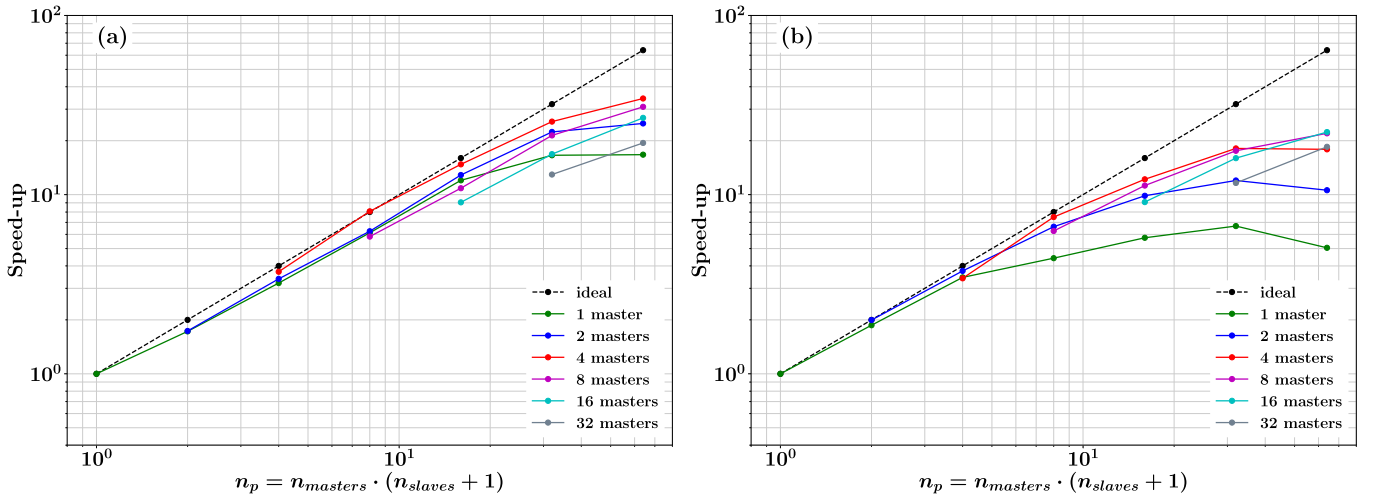 (a)
Speed-up
10²
10¹
10⁰
ideal
1 master
2 masters
4 masters
8 masters
16 masters
32 masters
10⁰
10¹
n_p = n_masters · (n_slaves + 1)
(b)
Speed-up
10²
10¹
10⁰
ideal
1 master
2 masters
4 masters
8 masters
16 masters
32 masters
10⁰
10¹
n_p = n_masters · (n_slaves + 1)